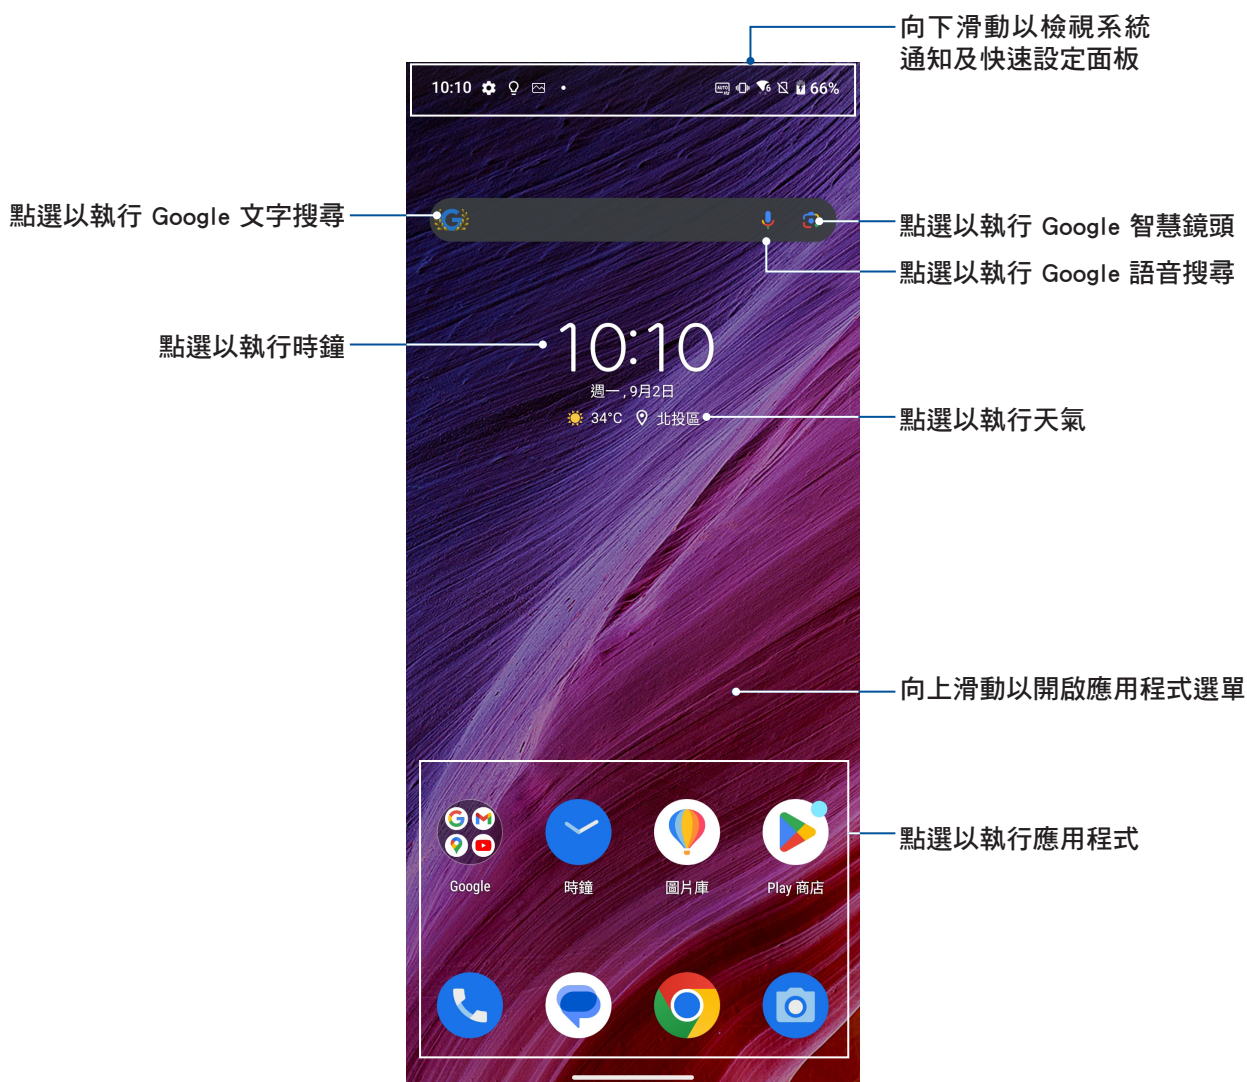 向下滑動以檢視系統
通知及快速設定面板
10:10
66%
點選以執行 Google 文字搜尋
點選以執行 Google 智慧鏡頭
點選以執行 Google 語音搜尋
點選以執行時鐘
10:10
週一 , 9月2日
34°C 北投區
點選以執行天氣
向上滑動以開啟應用程式選單
點選以執行應用程式
Google 時鐘 圖片庫 Play 商店